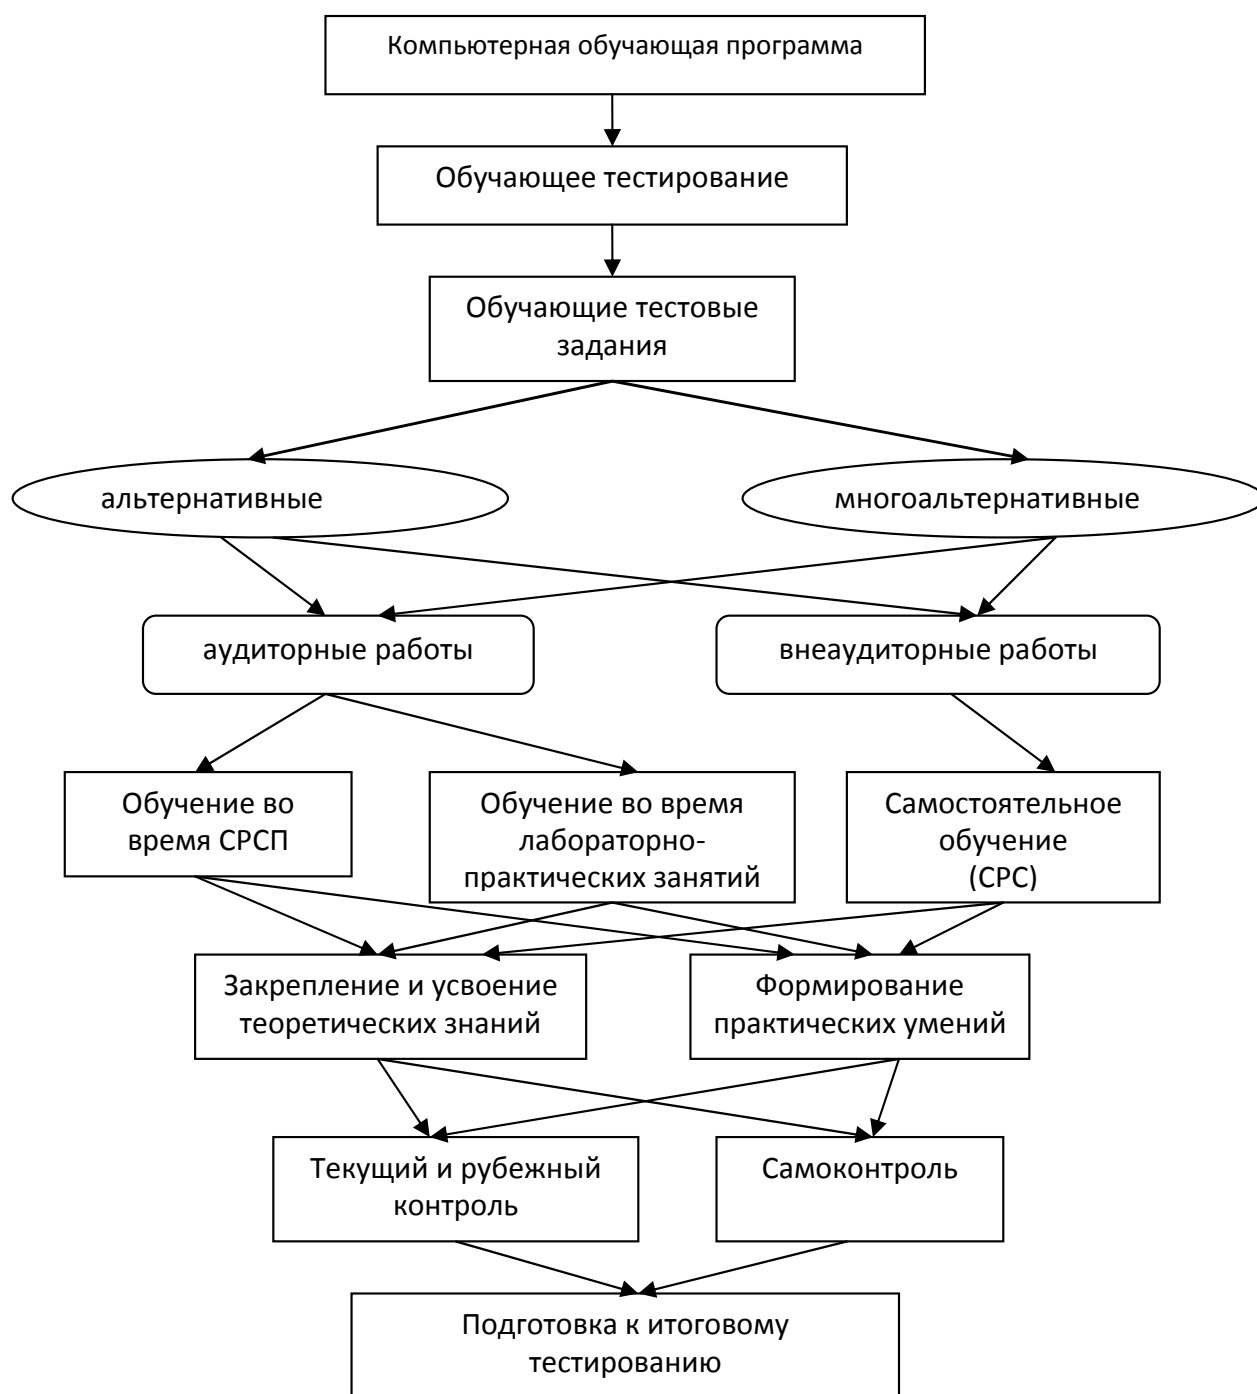 Компьютерная обучающая программа
Обучающее тестирование
Обучающие тестовые
задания
альтернативные
многоальтернативные
аудиторные работы
внеаудиторные работы
Обучение во
время СРСП
Обучение во время
лабораторно-
практических занятий
Самостоятельное
обучение
(СРС)
Закрепление и усвоение
теоретических знаний
Формирование
практических умений
Текущий и рубежный
контроль
Самоконтроль
Подготовка к итоговому
тестированию